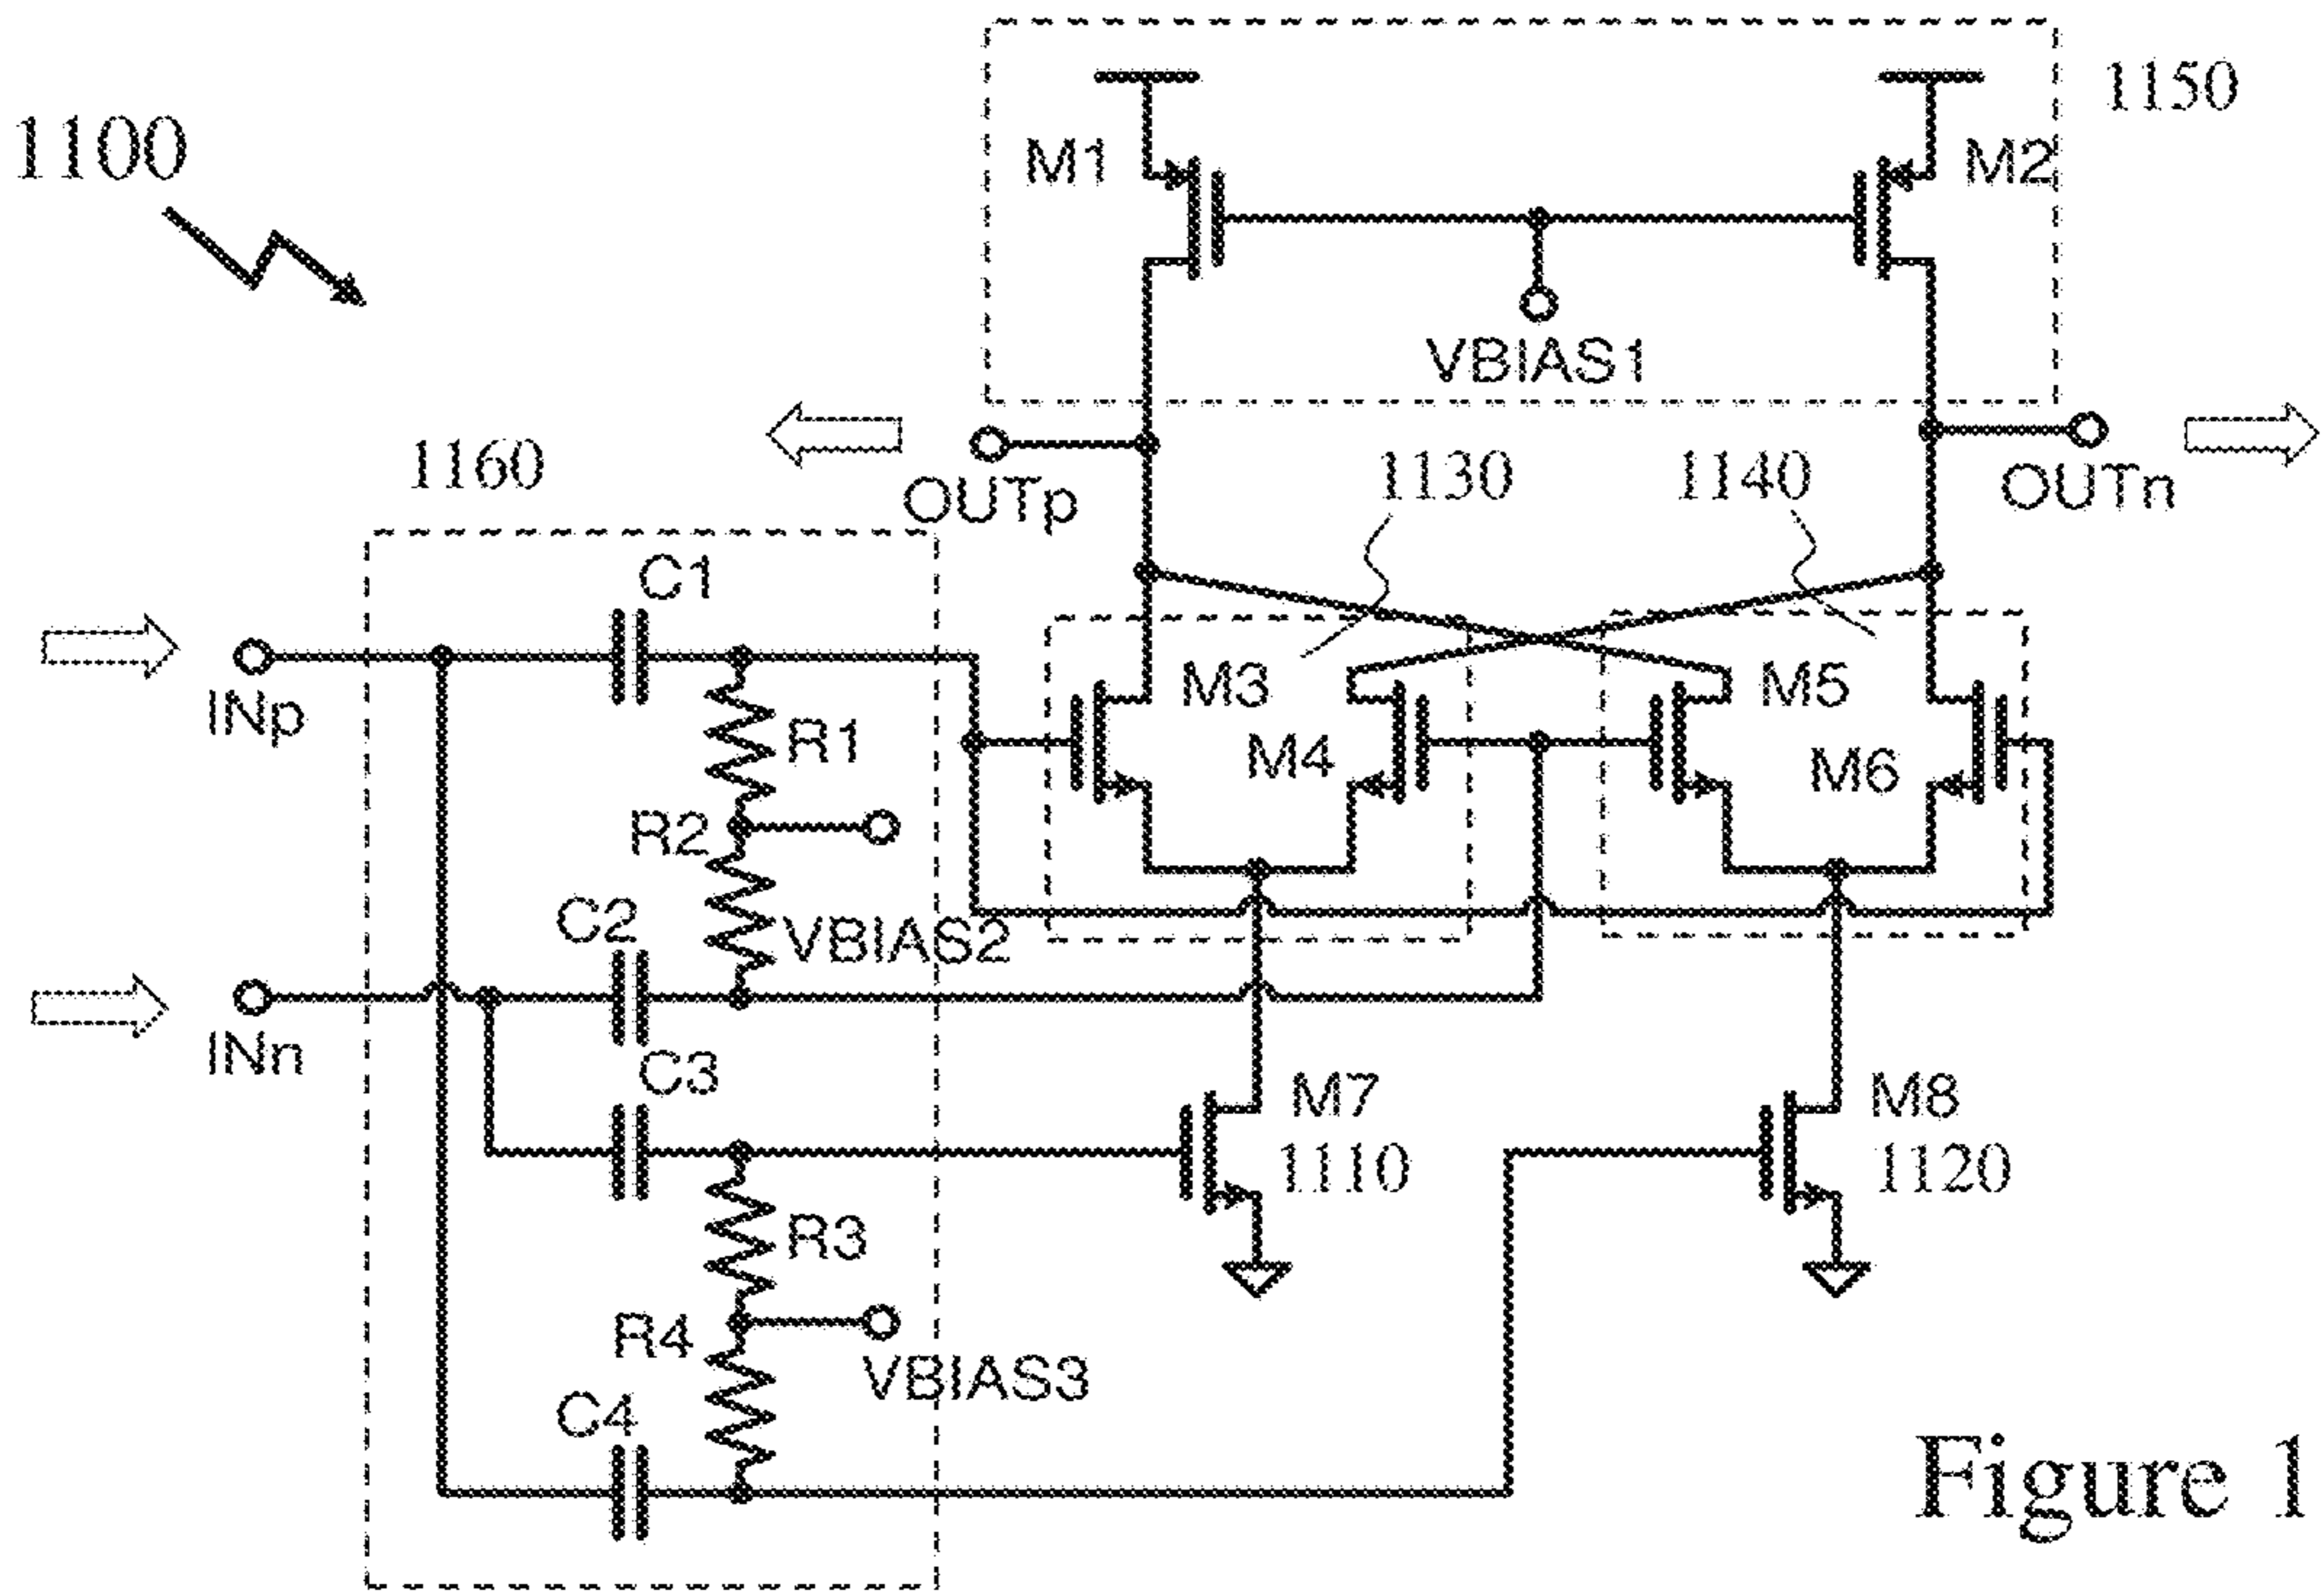 1150
1100
M1
M2
VBIAS1
1160
OUTp
1130
1140
OUTn
C1
INp
R1
M3
M4
M5
M6
R2
C2
VBIAS2
INn
C3
M7
1110
M8
1120
R3
R4
VBIAS3
C4
Figure 1